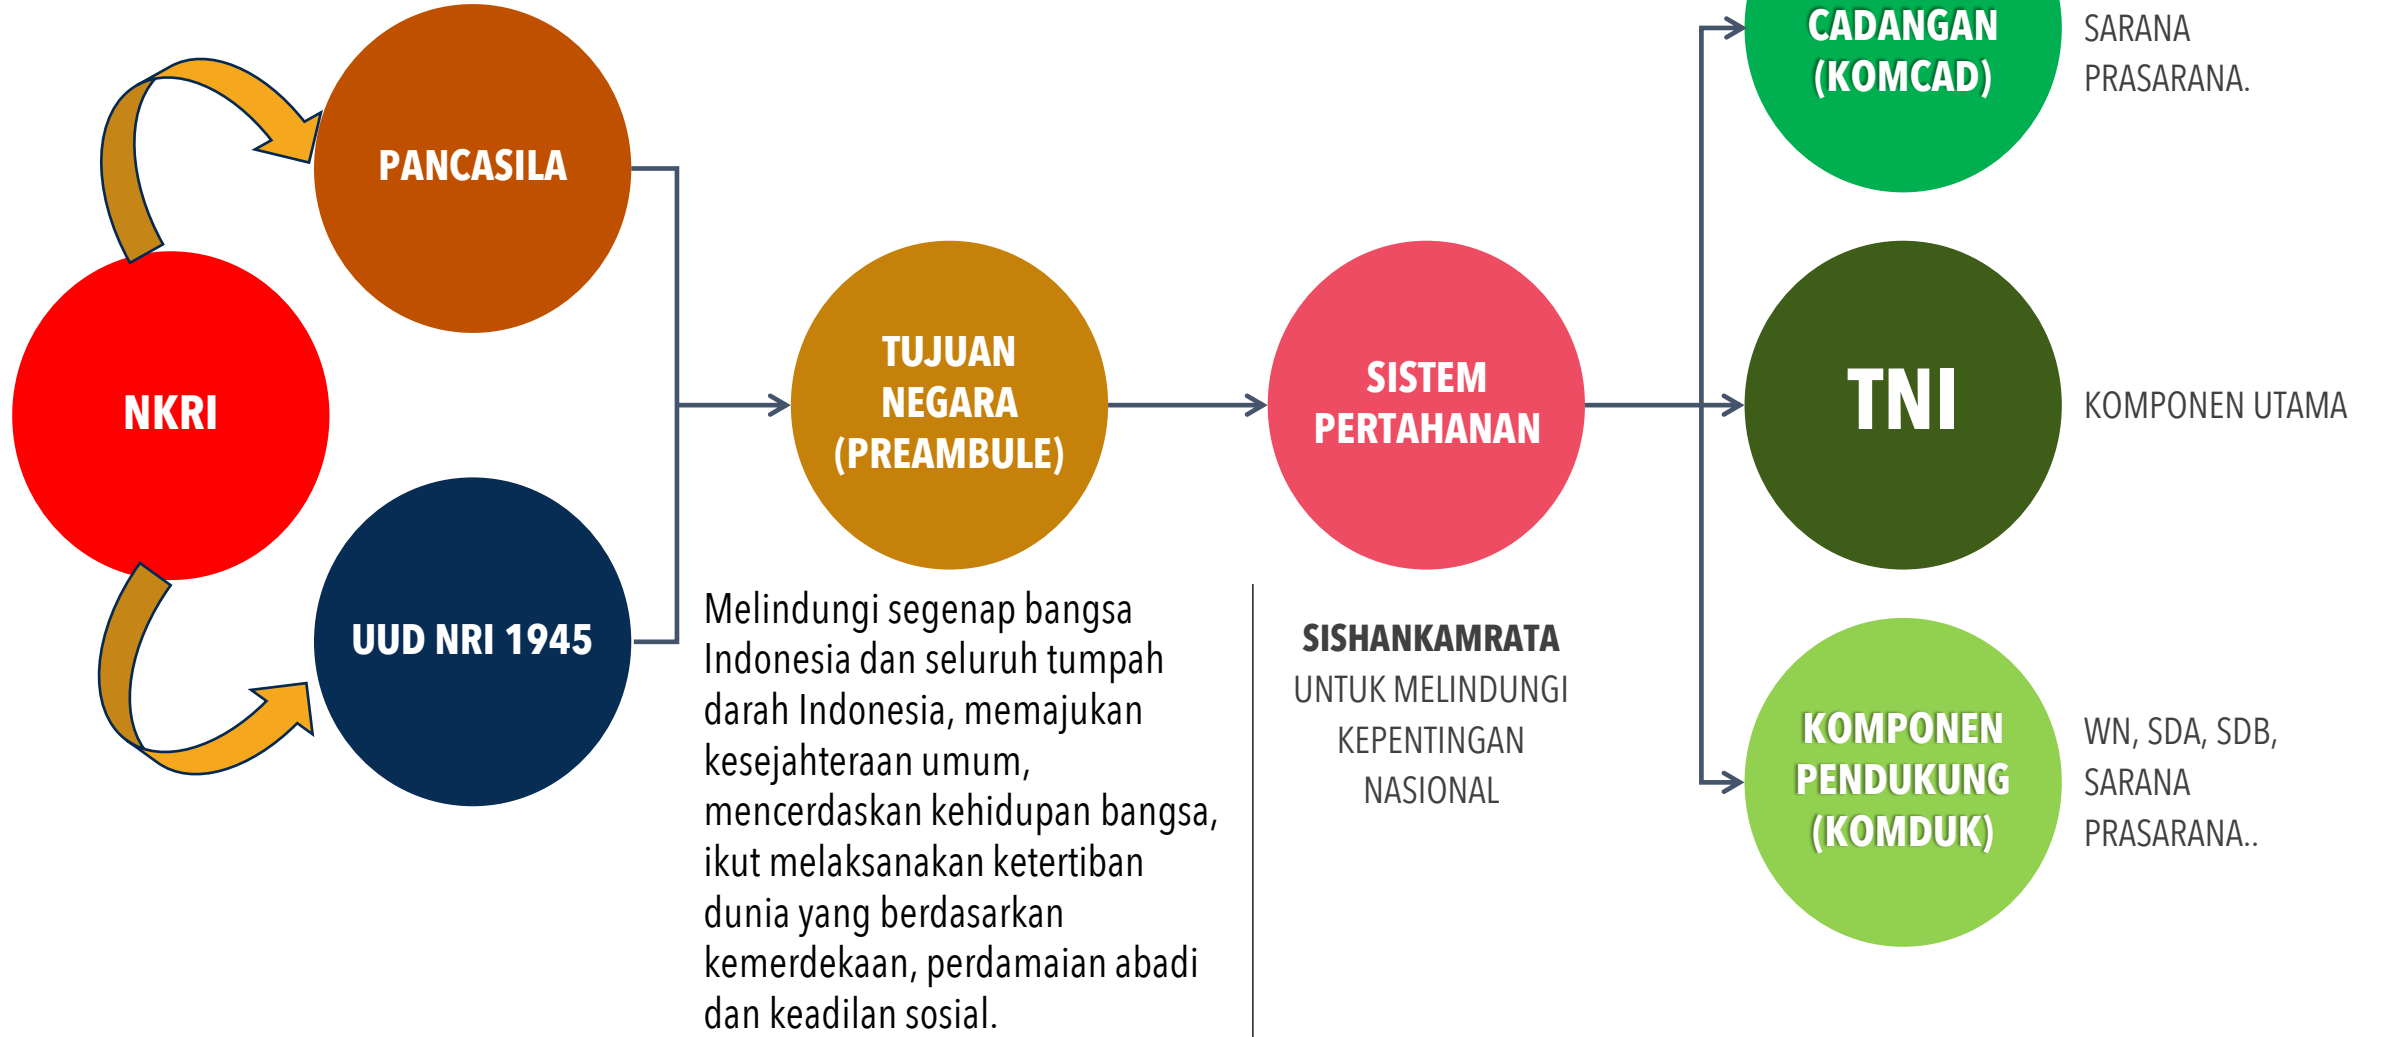 CADANGAN
(KOMCAD)
SARANA
PRASARANA.
PANCASILA
NKRI
UUD NRI 1945
TUJUAN
NEGARA
(PREAMBULE)
Melindungi segenap bangsa
Indonesia dan seluruh tumpah
darah Indonesia, memajukan
kesejahteraan umum,
mencerdaskan kehidupan bangsa,
ikut melaksanakan ketertiban
dunia yang berdasarkan
kemerdekaan, perdamaian abadi
dan keadilan sosial.
SISTEM
PERTAHANAN
SISHANKAMRATA
UNTUK MELINDUNGI
KEPENTINGAN
NASIONAL
TNI
KOMPONEN UTAMA
KOMPONEN
PENDUKUNG
(KOMDUK)
WN, SDA, SDB,
SARANA
PRASARANA..